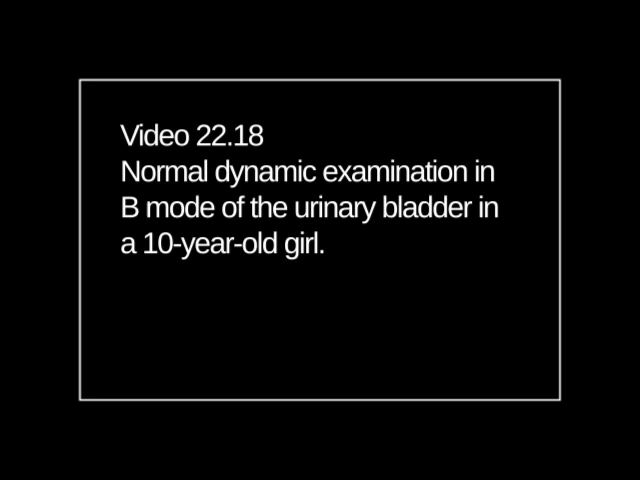 Video 22.18
Normal dynamic examination in
B mode of the urinary bladder in
a 10-year-old girl.